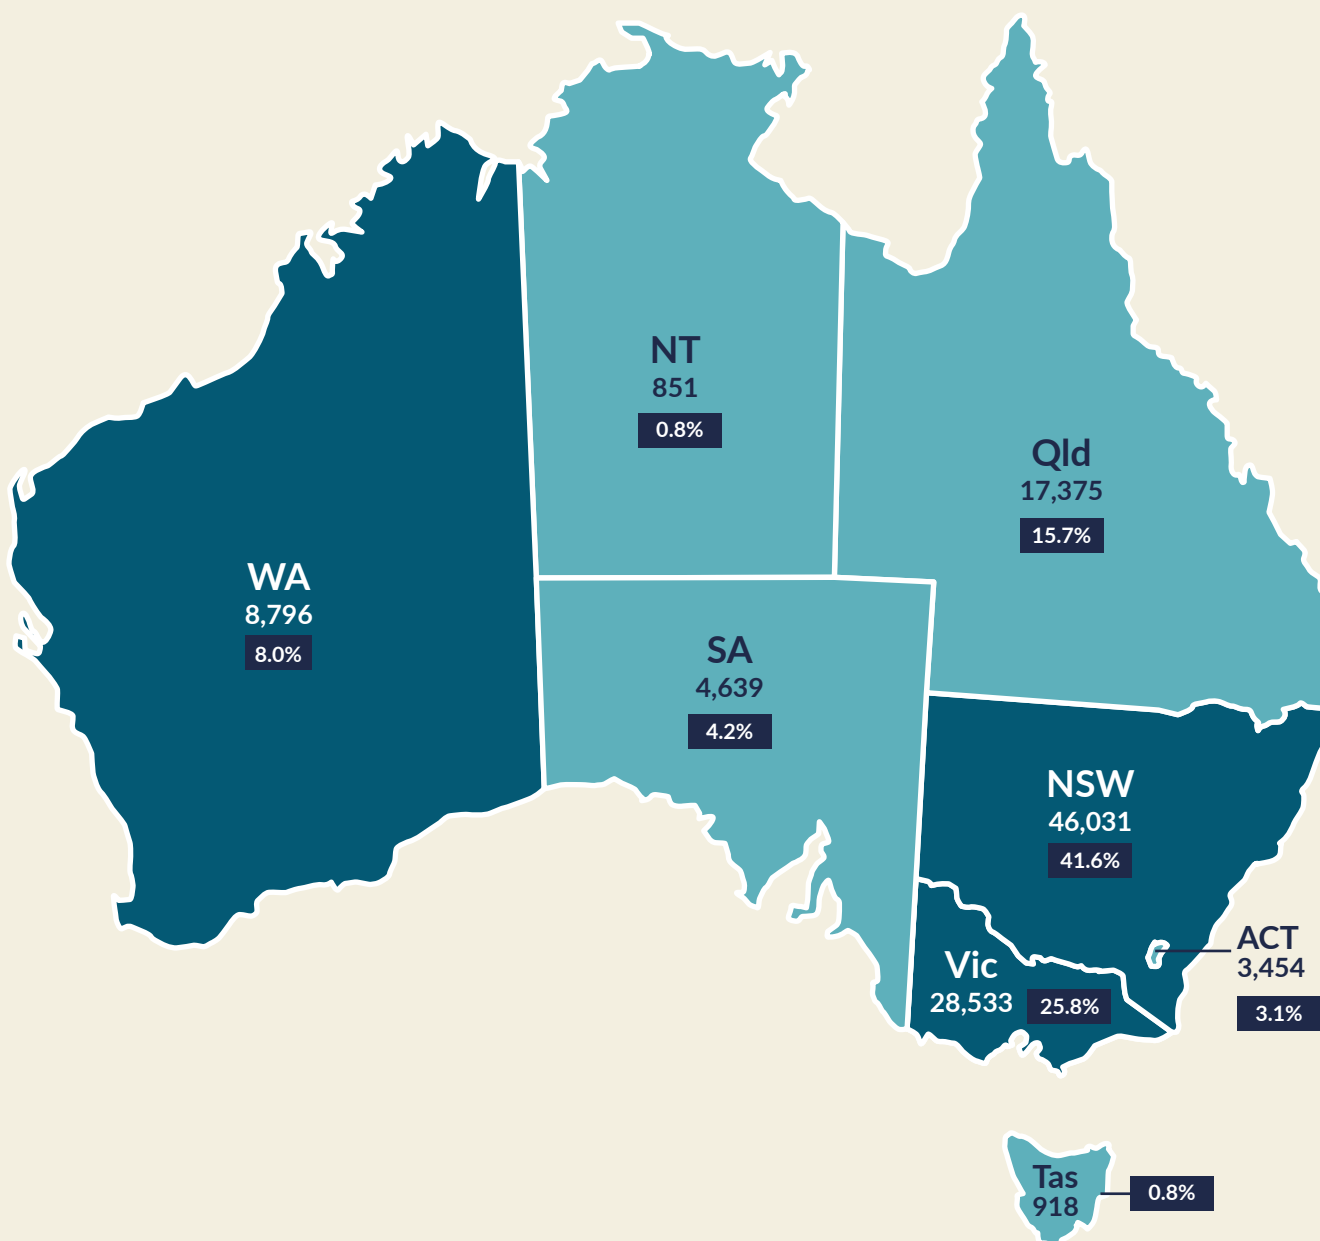 NT
851
0.8%
Qld
17,375
15.7%
WA
8,796
8.0%
SA
4,639
4.2%
NSW
46,031
41.6%
ACT
3,454
3.1%
Vic
28,533 25.8%
Tas
918
0.8%